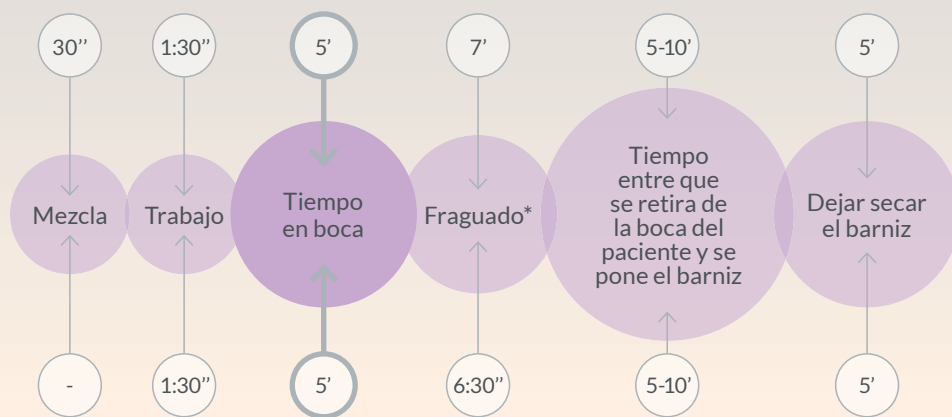 30’’ 1:30’’ 5’ 7’ 5-10’ 5’
Mezcla
Trabajo
Tiempo
en boca
Fraguado*
Tiempo
entre que
se retira de
la boca del
paciente y se
pone el barniz
Dejar secar
el barniz
- 1:30’’ 5’ 6:30’’ 5-10’ 5’